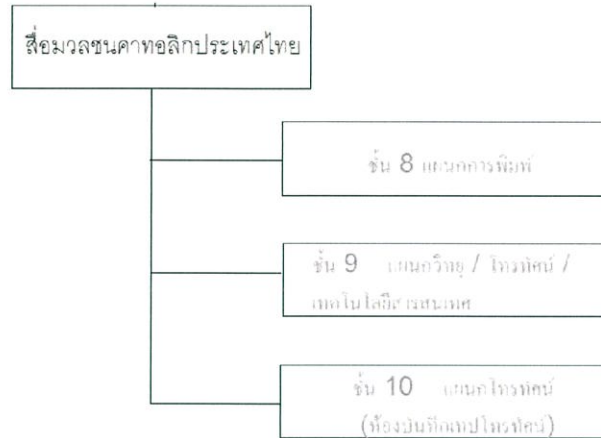 สื่อมวลชนคาทอลิกประเทศไทย
ชั้น 8 แผนกการพิมพ์
ชั้น 9 แผนกวิทยุ / โทรทัศน์ /
เทคโนโลยีสารสนเทศ
ชั้น 10 แผนกโทรทัศน์
(ห้องบันทึกเทปโทรทัศน์)